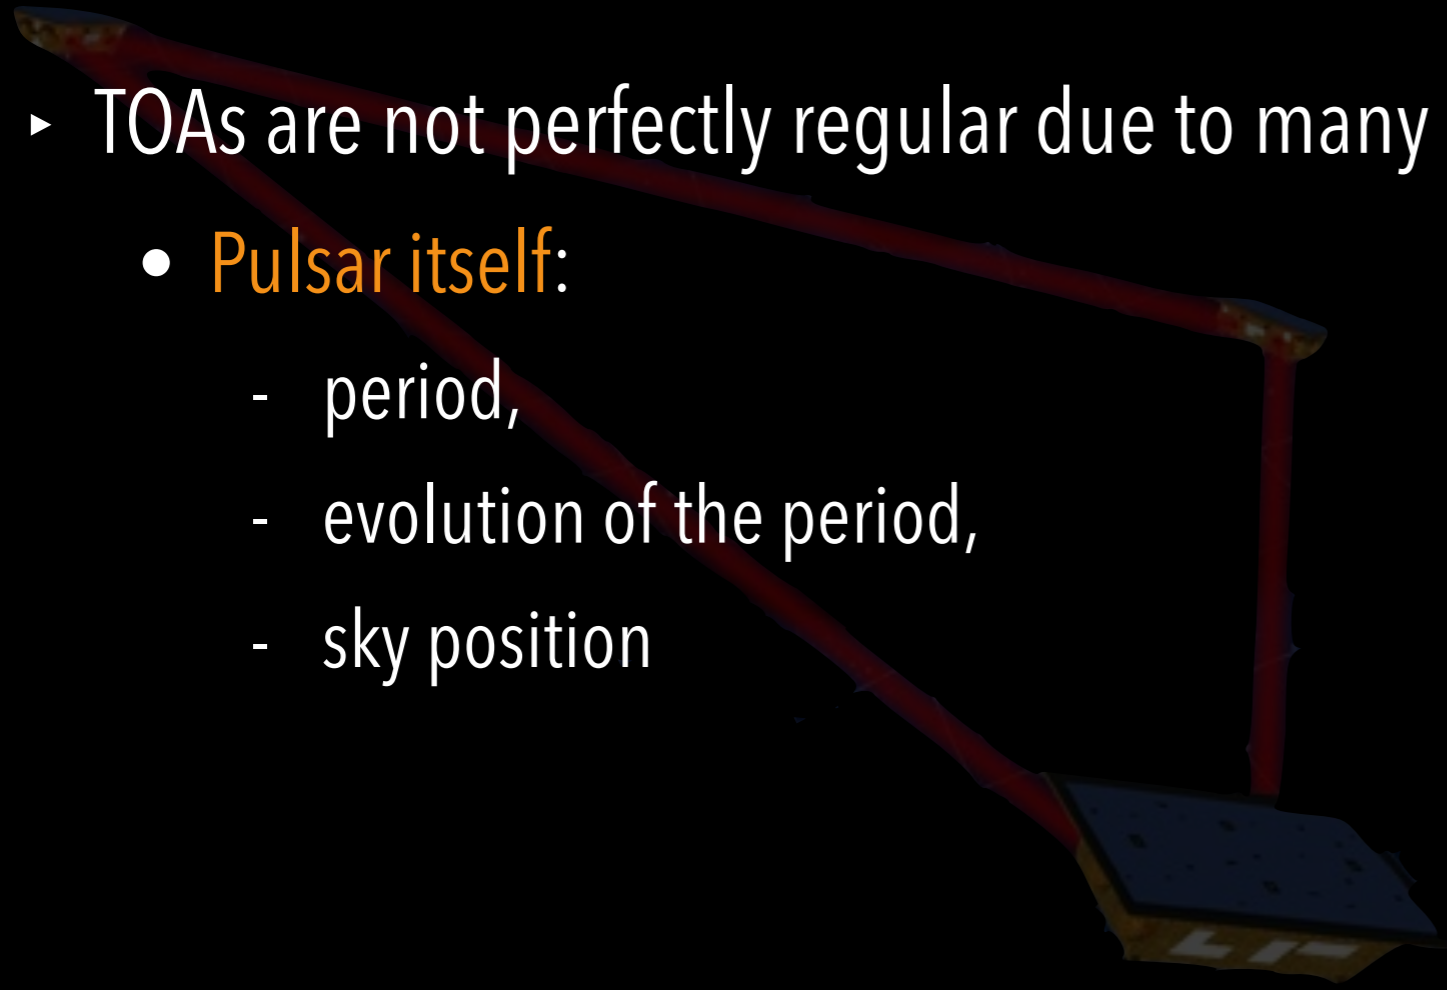 ▸ TOAs are not perfectly regular due to many
• Pulsar itself:
- period,
- evolution of the period,
- sky position